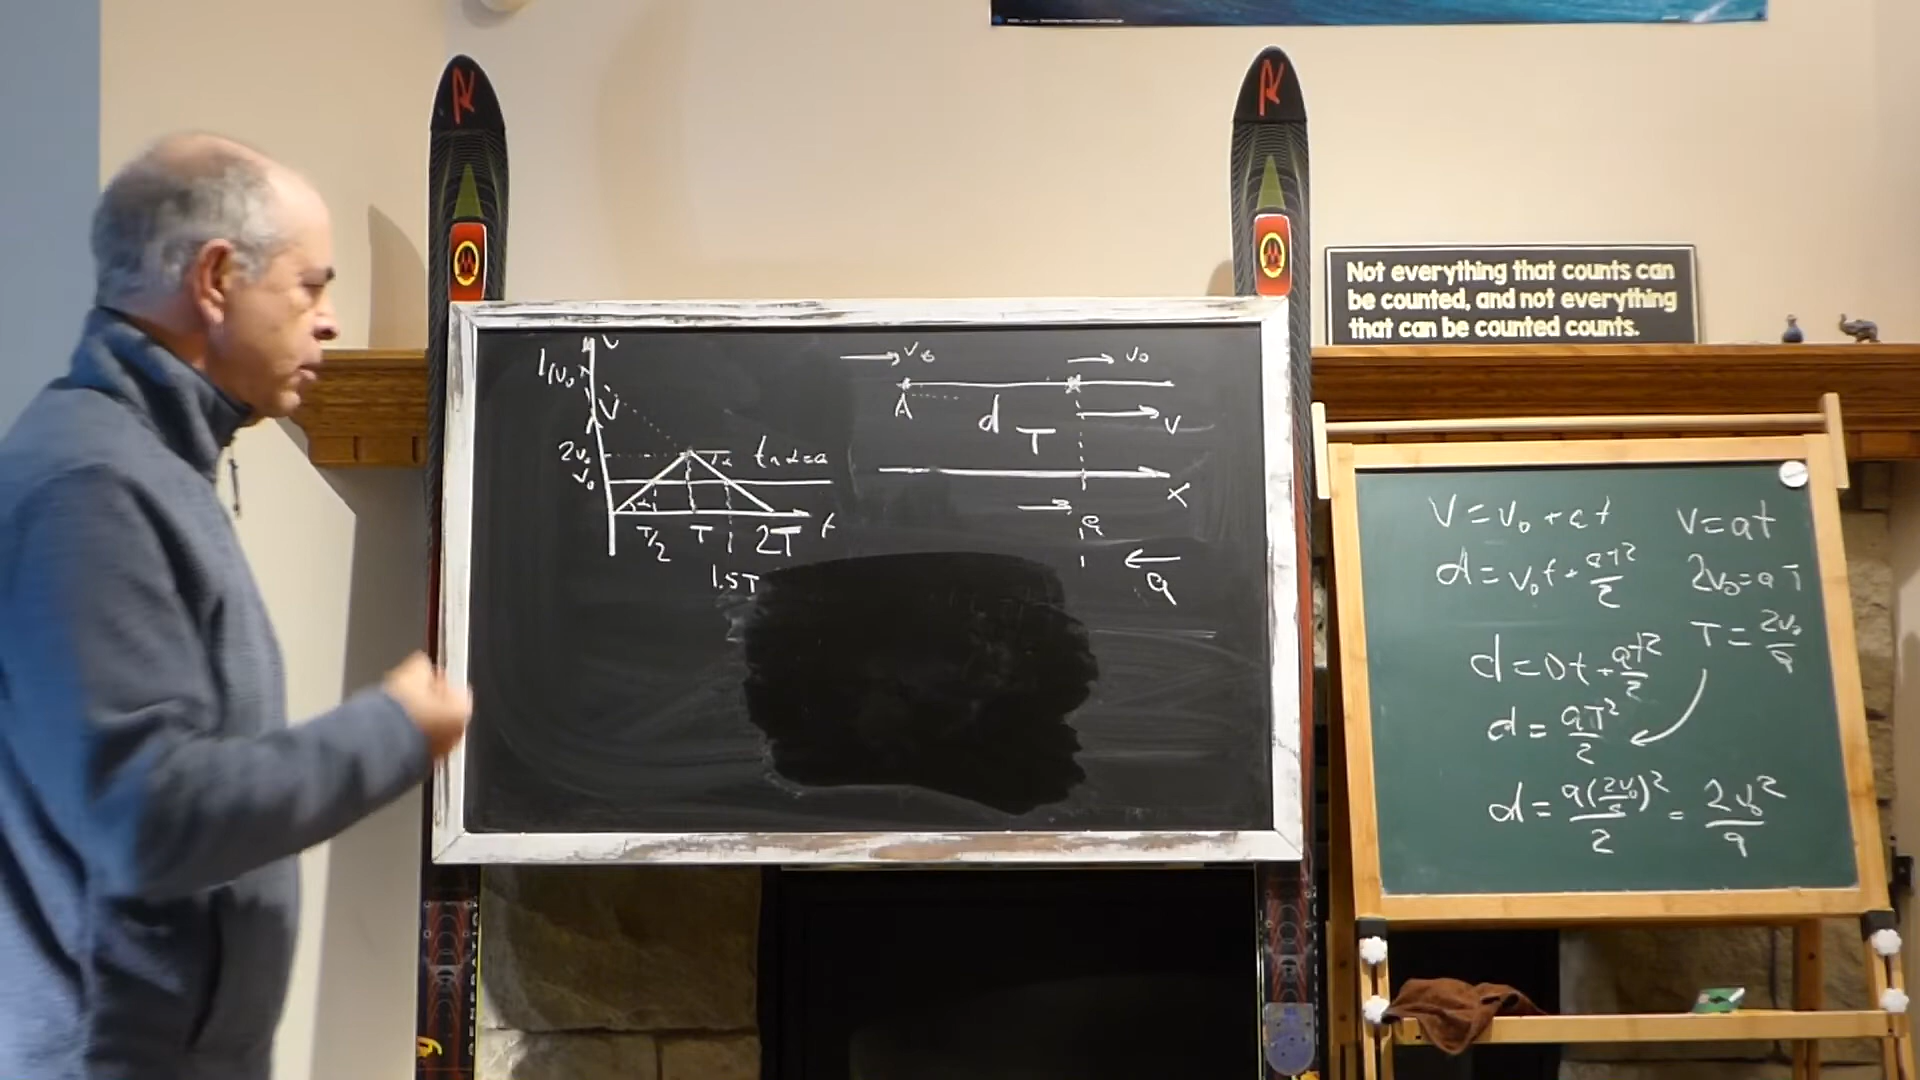 Not everything that counts can
be counted, and not everything
that can be counted counts.
V
V
2v₀
v₀
tn α = a
T/2 T 2T t
1.5T
v₀ v₀
A d T V
X
a
a
V = v₀ + at
d = v₀t + at²/2
d = 0t + at²/2
d = aT²/2
d = a(2v₀/a)²/2 = 2v₀²/a
V = at
2v₀ = aT
T = 2v₀/a